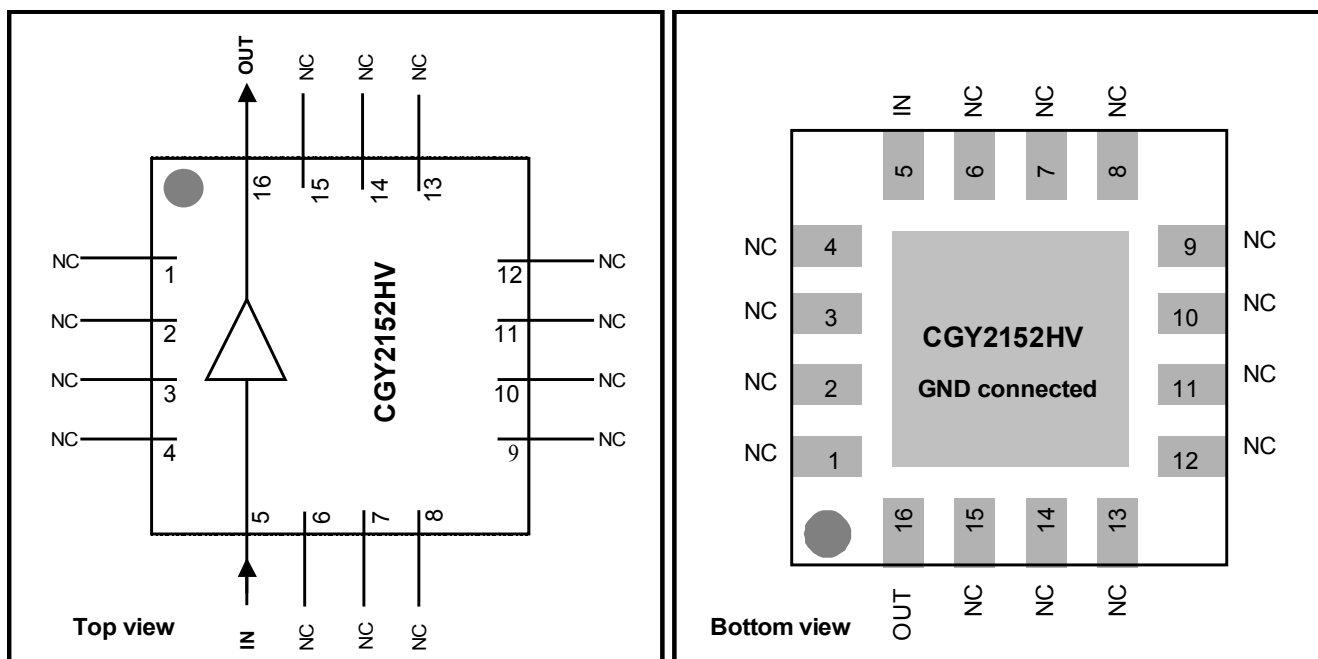 OUT
NC
NC
NC
16
15
14
13
NC
1
12
NC
NC
2
11
NC
NC
3
10
NC
NC
4
9
NC
CGY2152HV
5
6
7
8
Top view
IN
NC
NC
NC
IN
NC
NC
NC
5
6
7
8
NC
4
9
NC
NC
3
10
NC
CGY2152HV
NC
2
GND connected
11
NC
NC
1
12
NC
16
15
14
13
Bottom view
OUT
NC
NC
NC